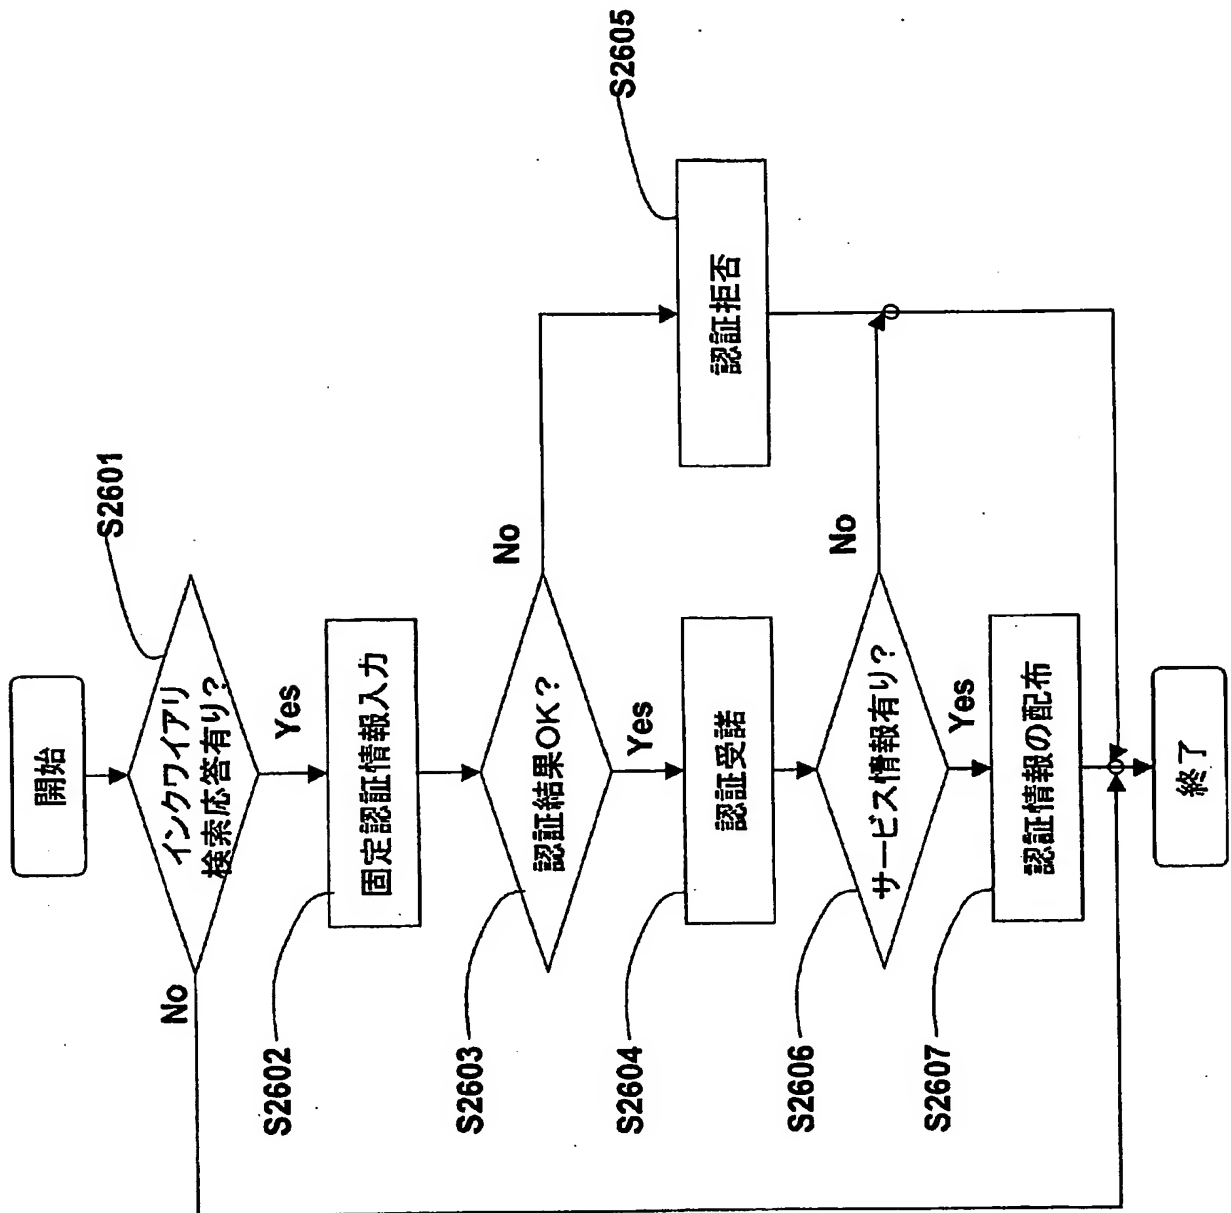 開始
S2601
インクワイアリ
検索応答有り?
No
Yes
S2602
固定認証情報入力
S2603
認証結果OK?
No
Yes
S2604
認証受諾
S2605
認証拒否
S2606
サービス情報有り?
No
Yes
S2607
認証情報の配布
終了